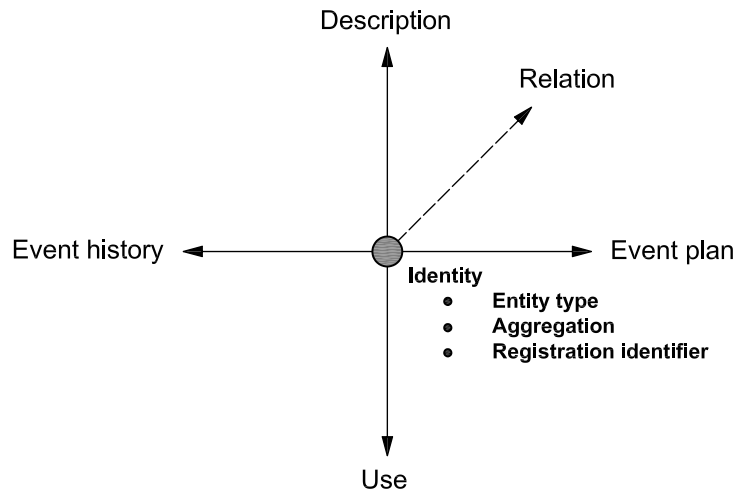 Description
Relation
Event history
Event plan
Identity
Entity type
Aggregation
Registration identifier
Use